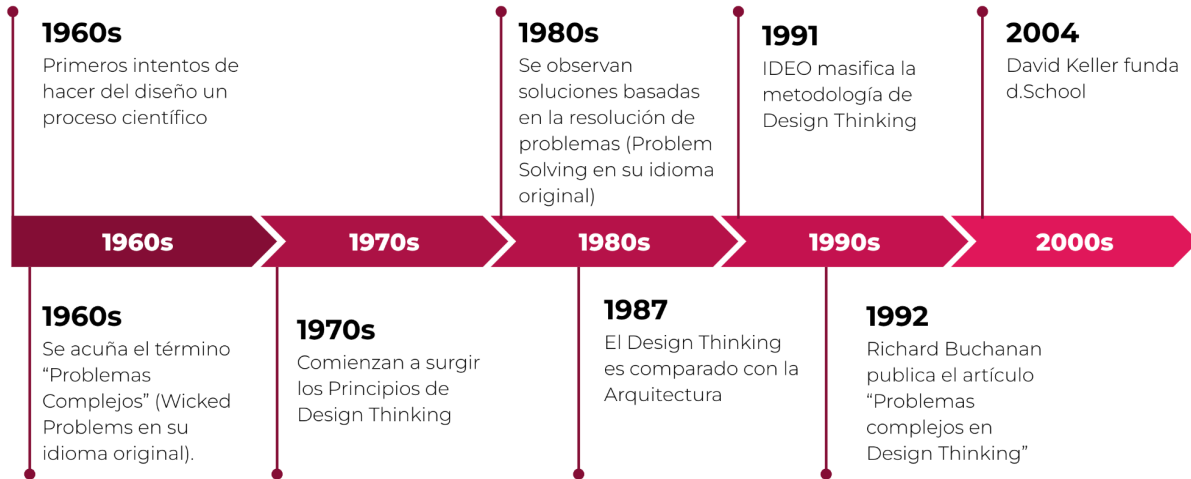 1960s
Primeros intentos de
hacer del diseño un
proceso científico
1980s
Se observan
soluciones basadas
en la resolución de
problemas (Problem
Solving en su idioma
original)
1991
IDEO masifica la
metodología de
Design Thinking
2004
David Keller funda
d.School
1960s
1970s
1980s
1990s
2000s
1960s
Se acuña el término
“Problemas
Complejos” (Wicked
Problems en su
idioma original).
1970s
Comienzan a surgir
los Principios de
Design Thinking
1987
El Design Thinking
es comparado con la
Arquitectura
1992
Richard Buchanan
publica el artículo
“Problemas
complejos en
Design Thinking”